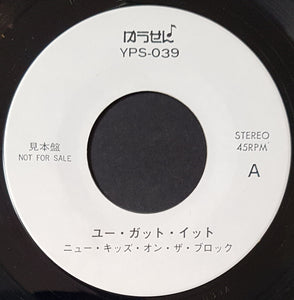 ゆうせん
YPS-039
見本盤
NOT FOR SALE
STEREO
45RPM
A
ユー・ガット・イット
ニュー・キッズ・オン・ザ・ブロック